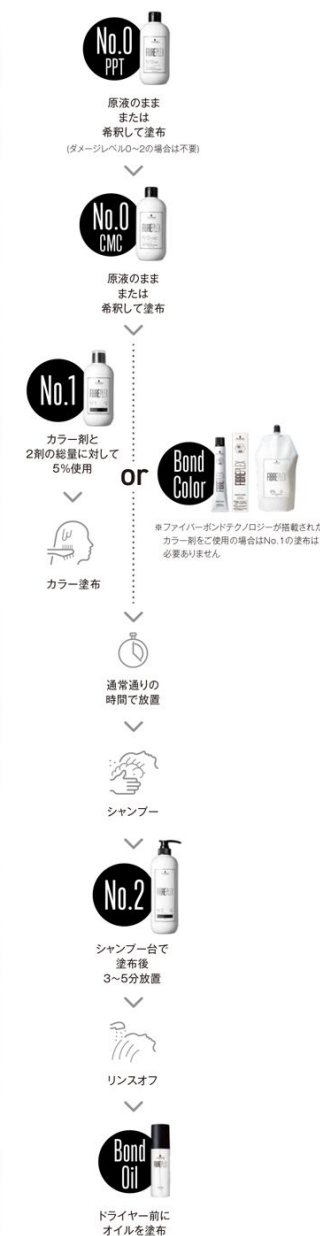 No.0
PPT
FIBREPLEX
原液のまま
または
希釈して塗布
(ダメージレベル0~2の場合は不要)
No.0
CMC
FIBREPLEX
原液のまま
または
希釈して塗布
No.1
FIBREPLEX
カラー剤と
2剤の総量に対して
5%使用
カラー塗布
or
Bond
Color
FIBREPLEX
FIBREPLEX
※ファイバーボンドテクノロジーが搭載された
カラー剤をご使用の場合はNo.1の塗布は
必要ありません
通常通りの
時間で放置
シャンプー
No.2
FIBREPLEX
シャンプー台で
塗布後
3~5分放置
リンスオフ
Bond
Oil
FIBREPLEX
ドライヤー前に
オイルを塗布